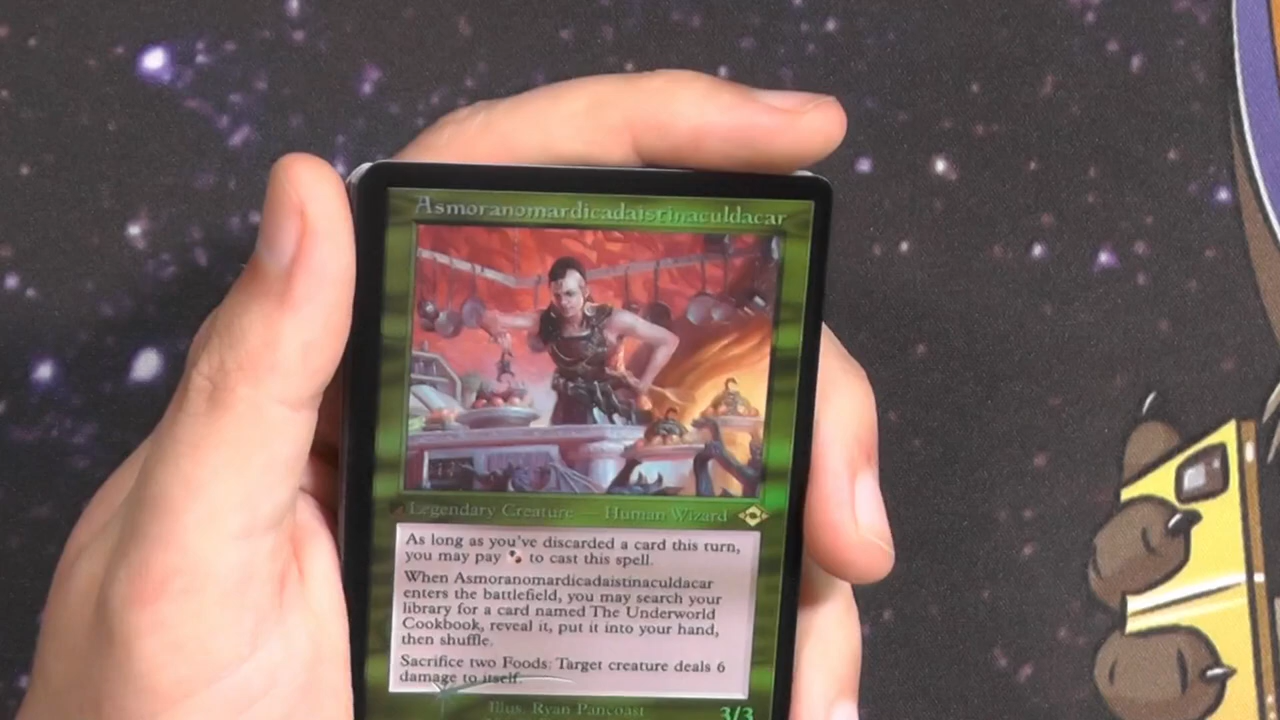 Asmoranomardicadaistinaculdacar
Legendary Creature — Human Wizard
As long as you've discarded a card this turn,
you may pay to cast this spell.
When Asmoranomardicadaistinaculdacar
enters the battlefield, you may search your
library for a card named The Underworld
Cookbook, reveal it, put it into your hand,
then shuffle.
Sacrifice two Foods: Target creature deals 6
damage to itself.
Illus. Ryan Pancoast
3/3